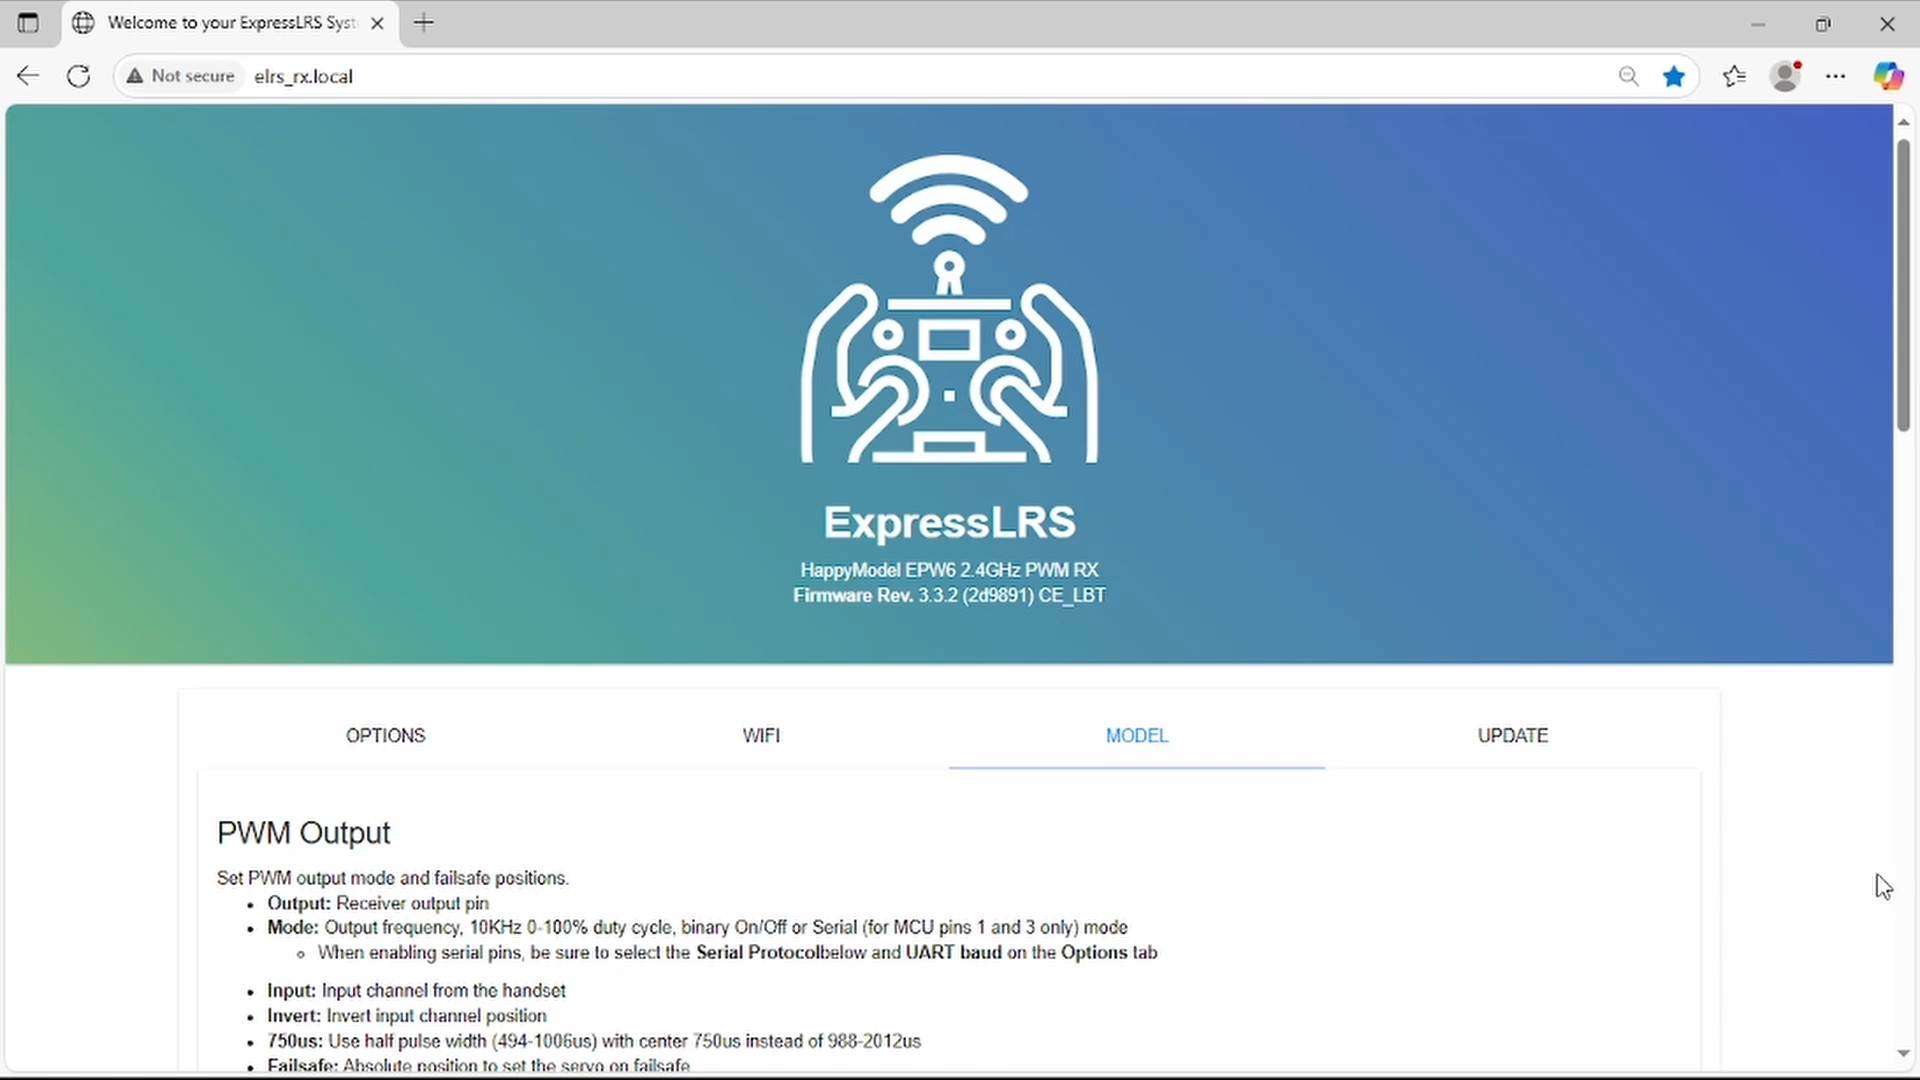 Welcome to your ExpressLRS Syst
Not secure
elrs_rx.local
ExpressLRS
HappyModel EPW6 2.4GHz PWM RX
Firmware Rev. 3.3.2 (2d9891) CE_LBT
OPTIONS
WIFI
MODEL
UPDATE
PWM Output
Set PWM output mode and failsafe positions.
Output: Receiver output pin
Mode: Output frequency, 10KHz 0-100% duty cycle, binary On/Off or Serial (for MCU pins 1 and 3 only) mode
When enabling serial pins, be sure to select the Serial Protocolbelow and UART baud on the Options tab
Input: Input channel from the handset
Invert: Invert input channel position
750us: Use half pulse width (494-1006us) with center 750us instead of 988-2012us
Failsafe: Absolute position to set the servo on failsafe